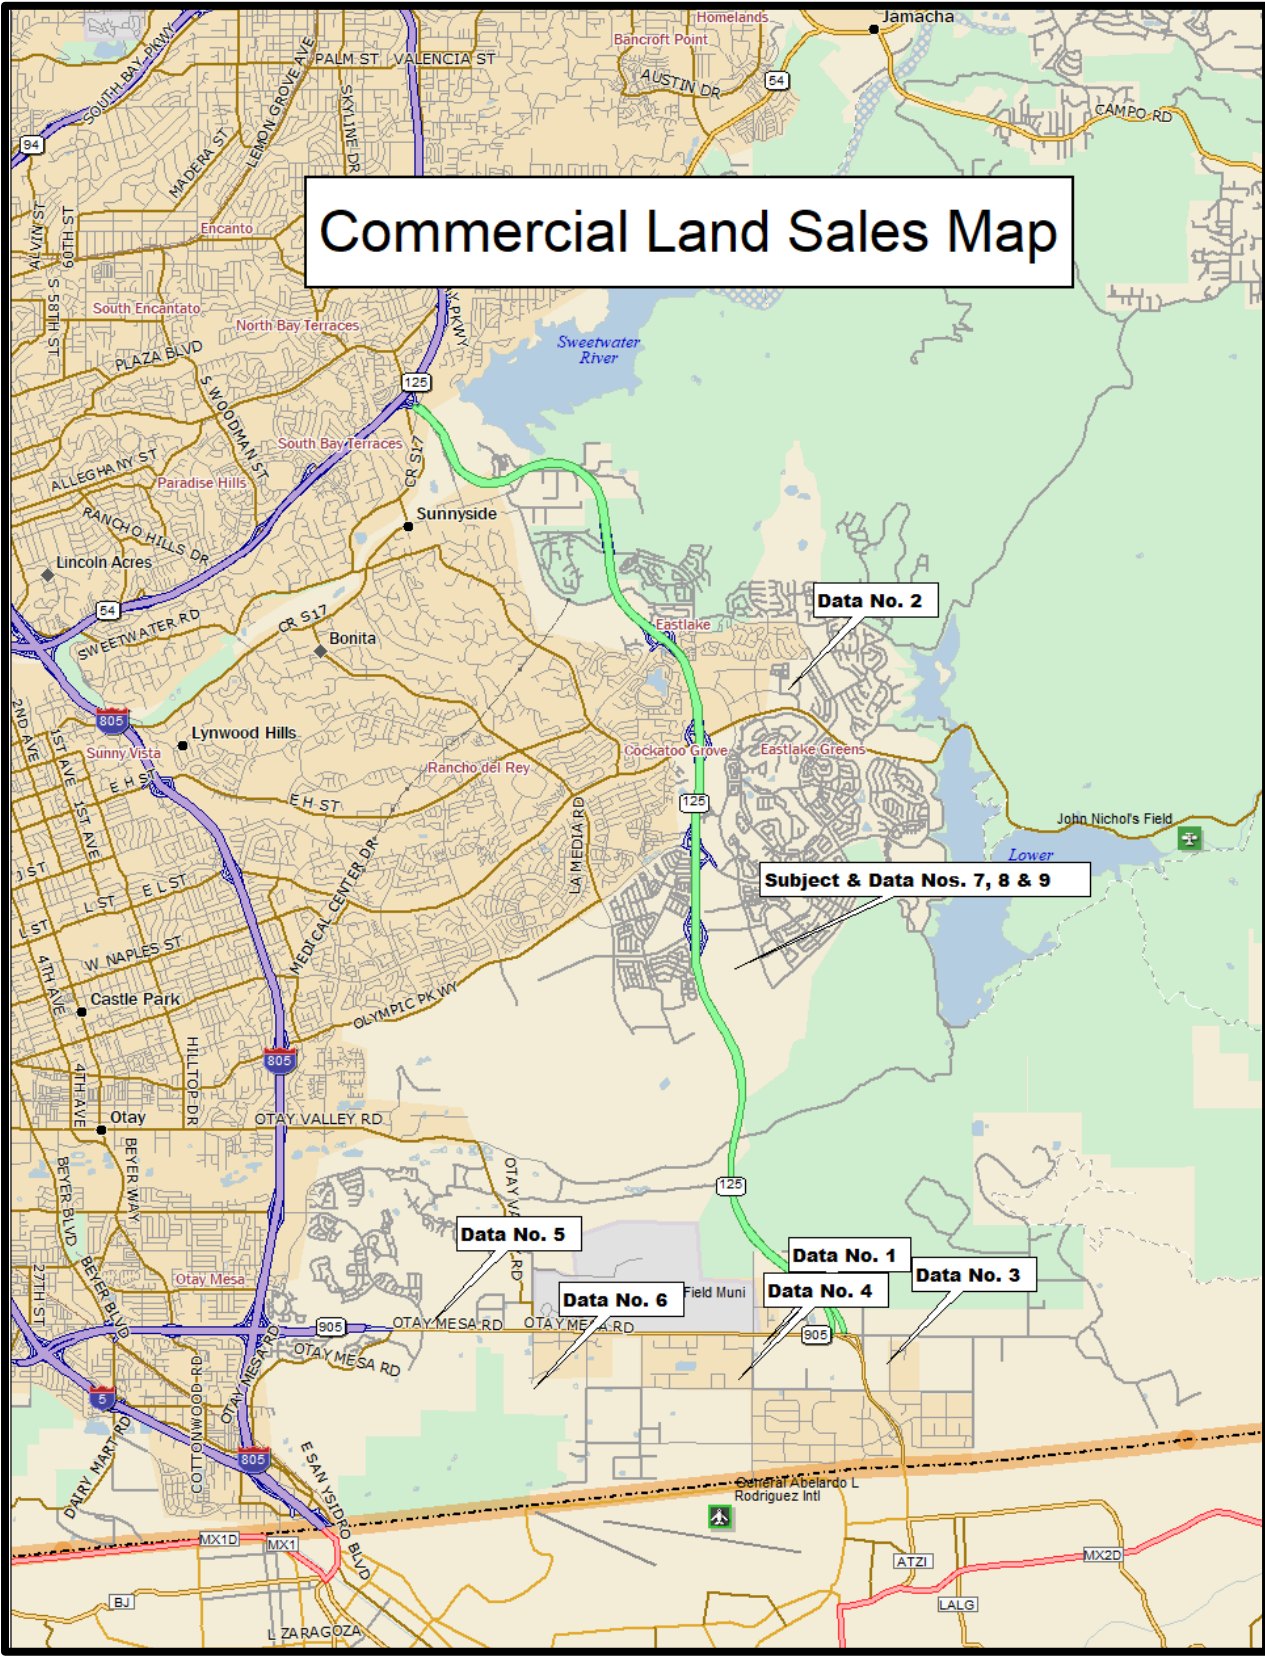 Homelands
Jamacha
Bancroft Point
SOUTH BAY PKWY
LEMON GROVE AVE
PALM ST
VALENCIA ST
SKYLINE DR
AUSTIN DR
54
CAMPO RD
94
MADERA ST
Commercial Land Sales Map
ALVIN ST
60TH ST
Encanto
S 58TH ST
South Encantato
North Bay Terraces
AY PKWY
Sweetwater
River
PLAZA BLVD
125
S WOODMAN ST
South Bay Terraces
CR S17
ALLEGHANY ST
Paradise Hills
RANCHO HILLS DR
Sunnyside
Lincoln Acres
54
SWEETWATER RD
CR S17
Bonita
Data No. 2
Eastlake
2ND AVE
1ST AVE
805
Lynwood Hills
Sunny Vista
E H ST
Rancho del Rey
Cockatoo Grove
Eastlake Greens
1ST AVE
E H ST
125
LA MEDIA RD
John Nichol's Field
Lower
J ST
E L ST
L ST
MEDICAL CENTER DR
Subject & Data Nos. 7, 8 & 9
L ST
W NAPLES ST
4TH AVE
Castle Park
OLYMPIC PKWY
HILLTOP DR
805
4TH AVE
Otay
OTAY VALLEY RD
BEYER WAY
BEYER BLVD
OTAY VA
RD
125
Data No. 5
Data No. 1
Data No. 3
Data No. 4
Data No. 6
Field Muni
Otay Mesa
27TH ST
BEYER BLVD
905
OTAY MESA RD
OTAY MESA RD
905
OTAY MESA RD
OTAY MESA RD
5
COTTONWOOD RD
DAIRY MART RD
805
E SAN YSIDRO BLVD
General Abelardo L
Rodriguez Intl
MX1D
MX1
MX2D
ATZI
BJ
LALG
L ZARAGOZA